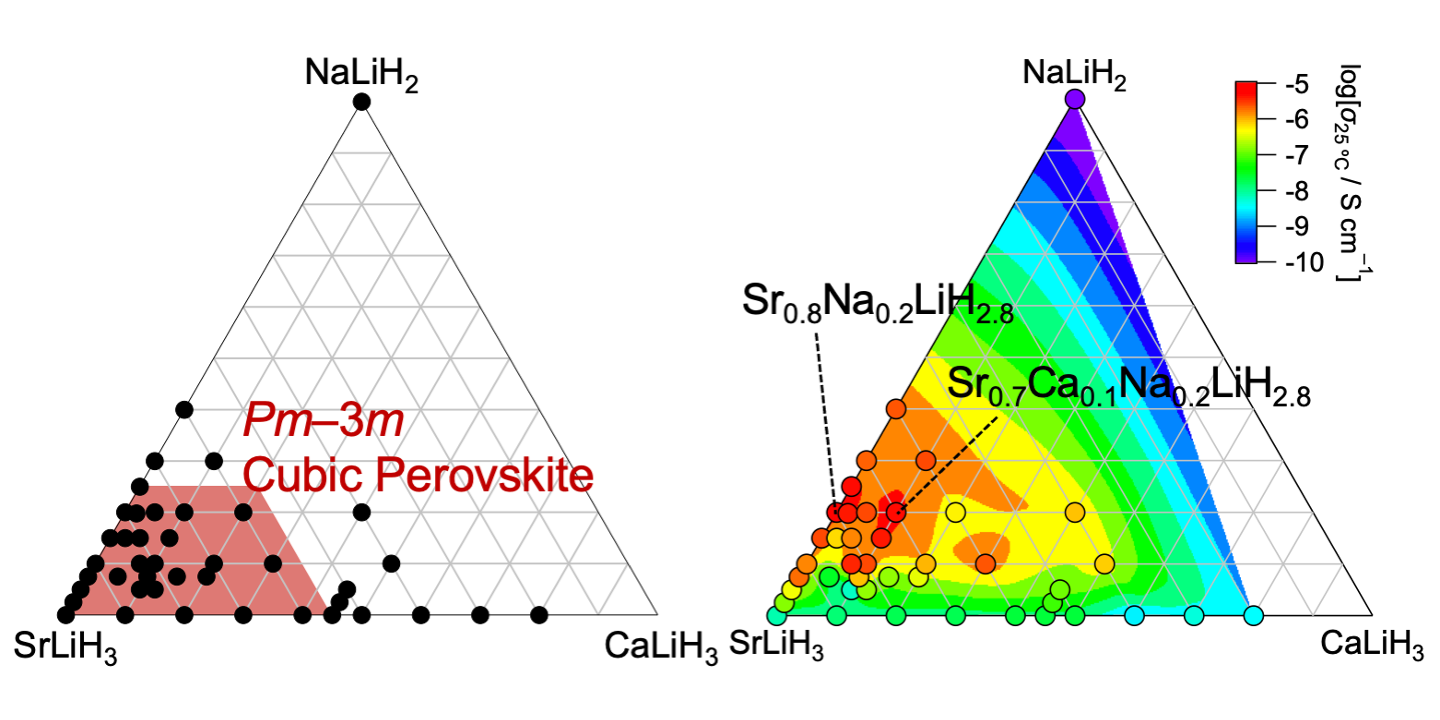 NaLiH₂
Pm–3m
Cubic Perovskite
SrLiH₃
CaLiH₃
NaLiH₂
-5
-6
-7
-8
-9
-10
log[σ₂₅ °C / S cm⁻¹]
Sr₀.₈Na₀.₂LiH₂.₈
Sr₀.₇Ca₀.₁Na₀.₂LiH₂.₈
SrLiH₃
CaLiH₃